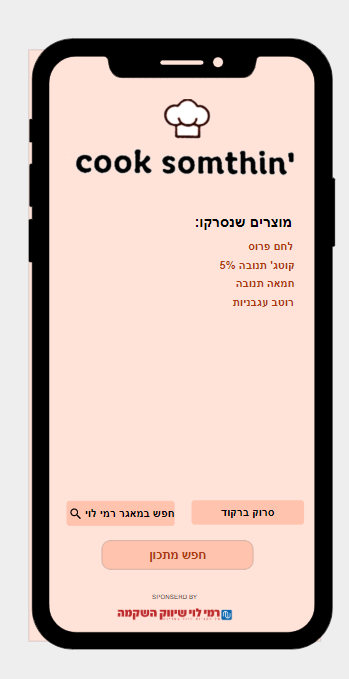 cook somthin'
מוצרים שנסרקו:
לחם פרוס
קוטג' תנובה 5%
חמאה תנובה
רוטב עגבניות
סרוק ברקוד
חפש במאגר רמי לוי
חפש מתכון
SPONSERD BY
רמי לוי שיווק השקמה